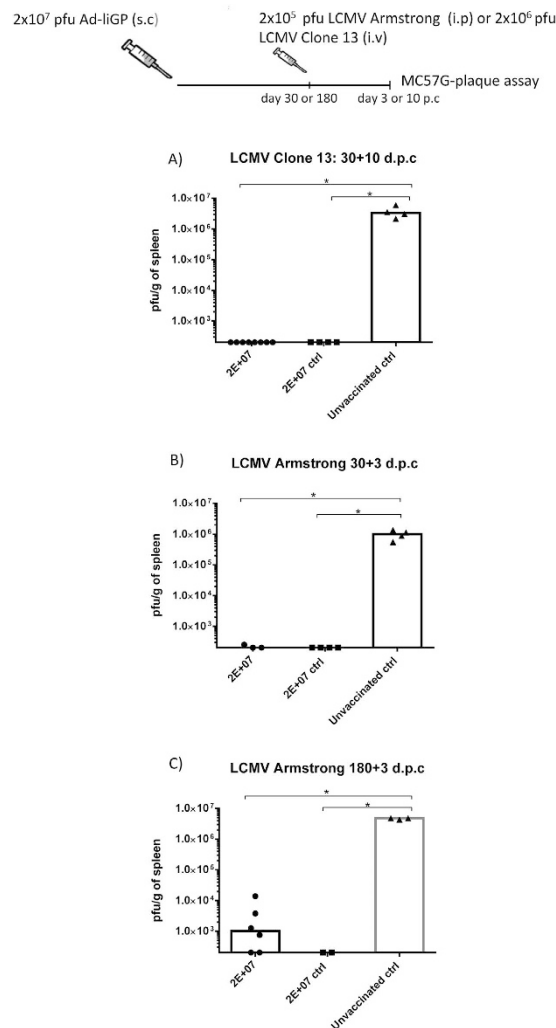 2x10⁷ pfu Ad-liGP (s.c)
2x10⁵ pfu LCMV Armstrong (i.p) or 2x10⁶ pfu
LCMV Clone 13 (i.v)
MC57G-plaque assay
day 30 or 180
day 3 or 10 p.c
A)
LCMV Clone 13: 30+10 d.p.c
*
*
pfu/g of spleen
1.0×10⁷
1.0×10⁶
1.0×10⁵
1.0×10⁴
1.0×10³
2E+07
2E+07 ctrl
Unvaccinated ctrl
B)
LCMV Armstrong 30+3 d.p.c
*
*
pfu/g of spleen
1.0×10⁷
1.0×10⁶
1.0×10⁵
1.0×10⁴
1.0×10³
2E+07
2E+07 ctrl
Unvaccinated ctrl
C)
LCMV Armstrong 180+3 d.p.c
*
*
pfu/g of spleen
1.0×10⁷
1.0×10⁶
1.0×10⁵
1.0×10⁴
1.0×10³
2E+07
2E+07 ctrl
Unvaccinated ctrl